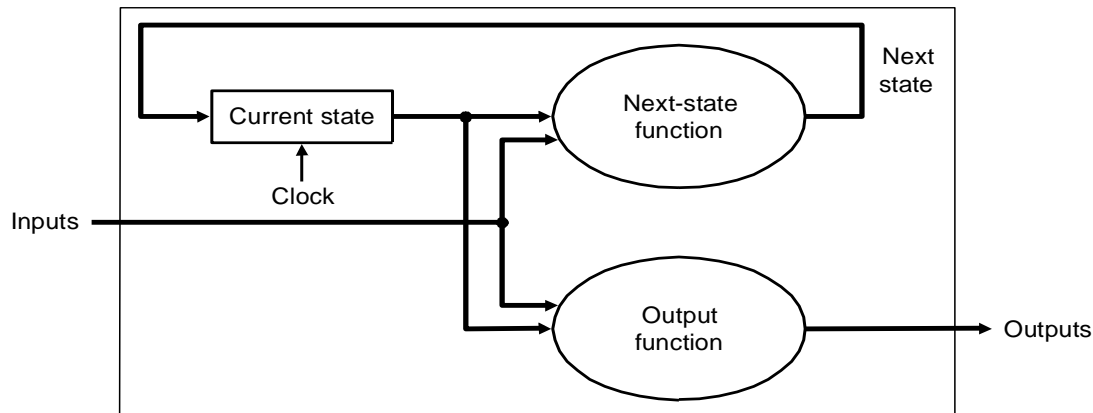 Next
state
Current state
Next-state
function
Clock
Inputs
Output
function
Outputs